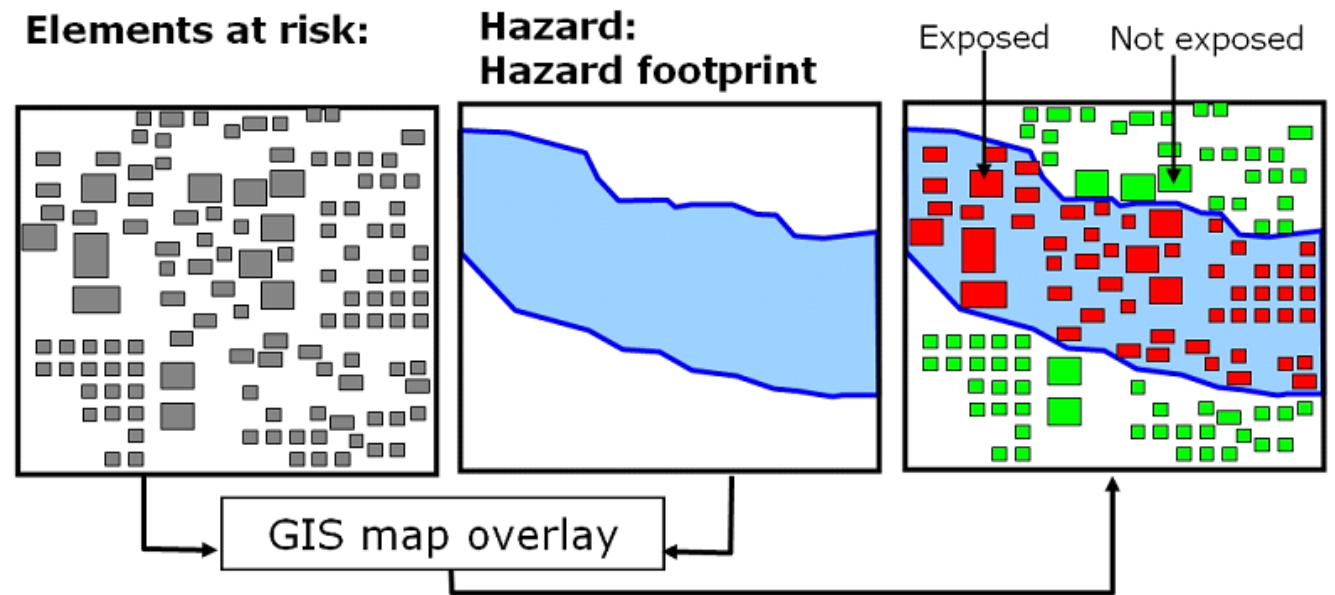 Elements at risk:
Hazard:
Hazard footprint
Exposed
Not exposed
GIS map overlay